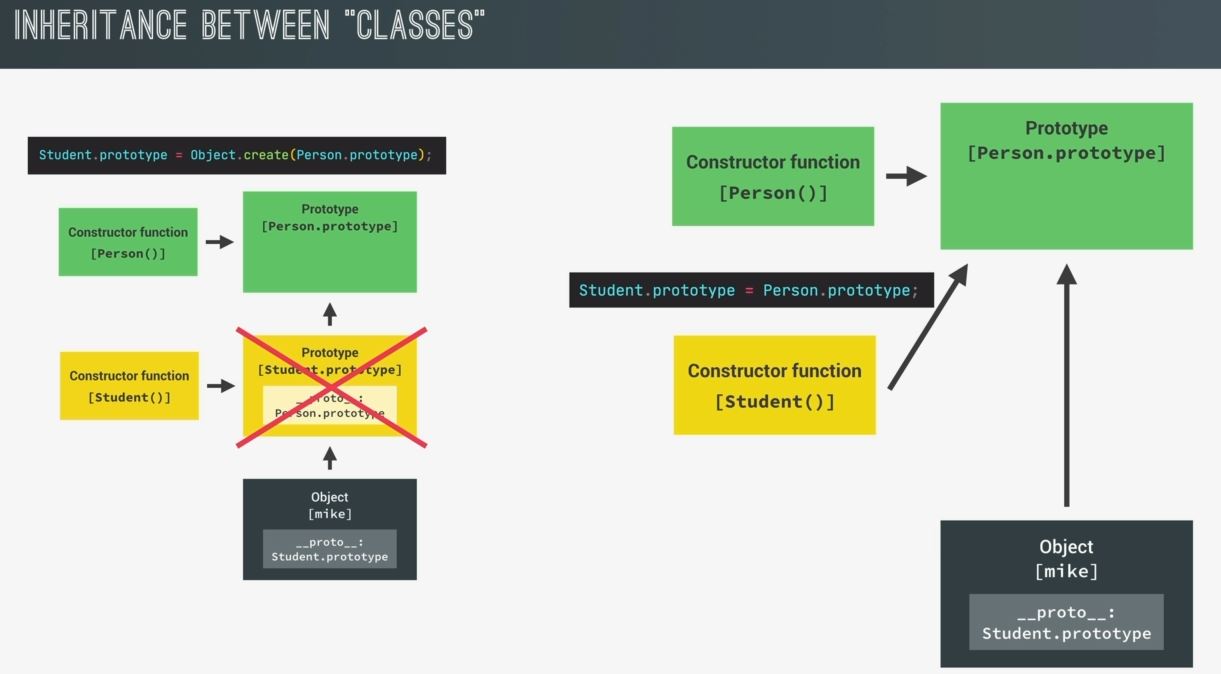 INHERITANCE BETWEEN "CLASSES"
Student.prototype = Object.create(Person.prototype);
Constructor function
[Person()]
Prototype
[Person.prototype]
Constructor function
[Student()]
Prototype
[Student.prototype]
__proto__:
Person.prototype
Object
[mike]
__proto__:
Student.prototype
Constructor function
[Person()]
Prototype
[Person.prototype]
Student.prototype = Person.prototype;
Constructor function
[Student()]
Object
[mike]
__proto__:
Student.prototype